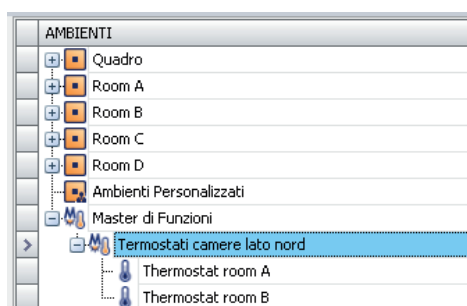 AMBIENTI
Quadro
Room A
Room B
Room C
Room D
Ambienti Personalizzati
Master di Funzioni
Termostati camere lato nord
Thermostat room A
Thermostat room B